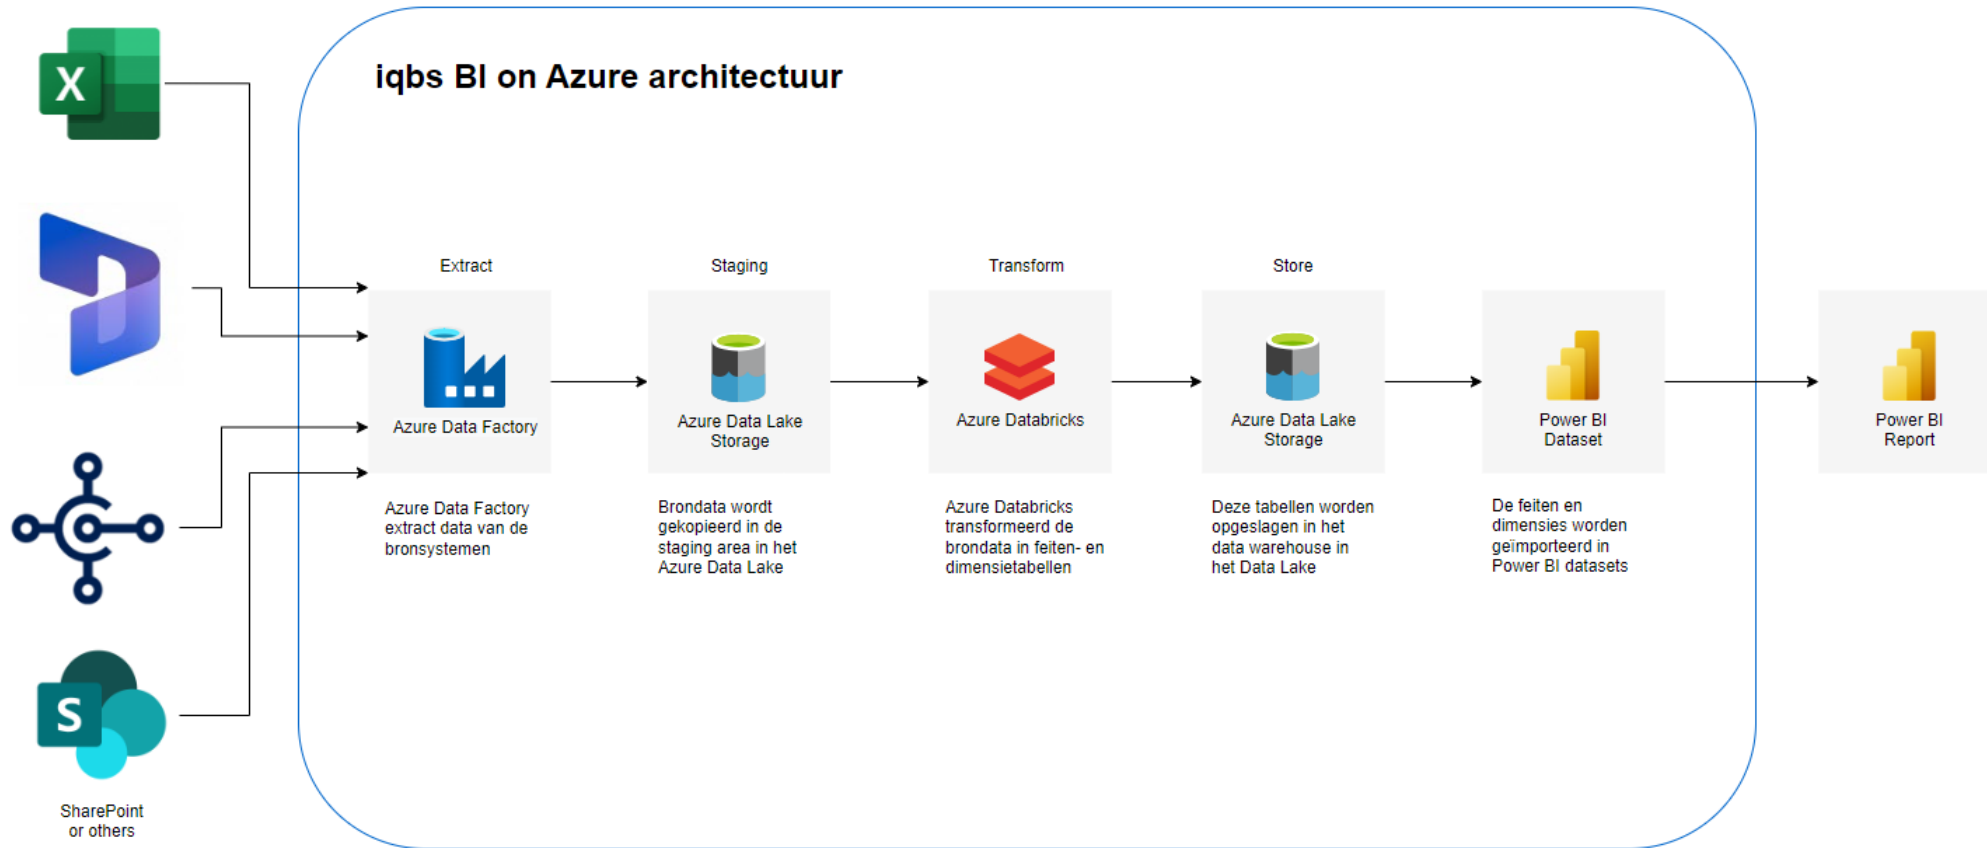 iqbs BI on Azure architectuur
X
S
SharePoint
or others
Extract
Azure Data Factory
Azure Data Factory
extract data van de
bronsystemen
Staging
Azure Data Lake
Storage
Brondata wordt
gekopieerd in de
staging area in het
Azure Data Lake
Transform
Azure Databricks
Azure Databricks
transformeerd de
brondata in feiten- en
dimensietabellen
Store
Azure Data Lake
Storage
Deze tabellen worden
opgeslagen in het
data warehouse in
het Data Lake
Power BI
Dataset
De feiten en
dimensies worden
geïmporteerd in
Power BI datasets
Power BI
Report